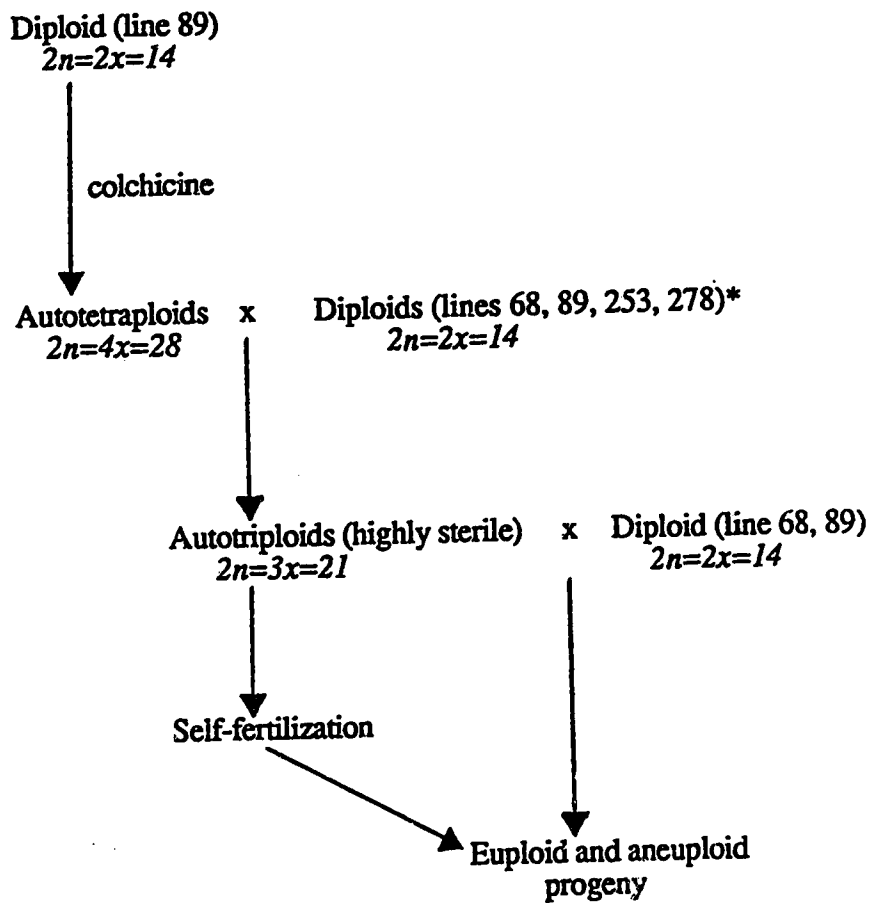 Diploid (line 89)
2n=2x=14
colchicine
Autotetraploids x Diploids (lines 68, 89, 253, 278)*
2n=4x=28 2n=2x=14
Autotriploids (highly sterile) x Diploid (line 68, 89)
2n=3x=21 2n=2x=14
Self-fertilization
Euploid and aneuploid
progeny